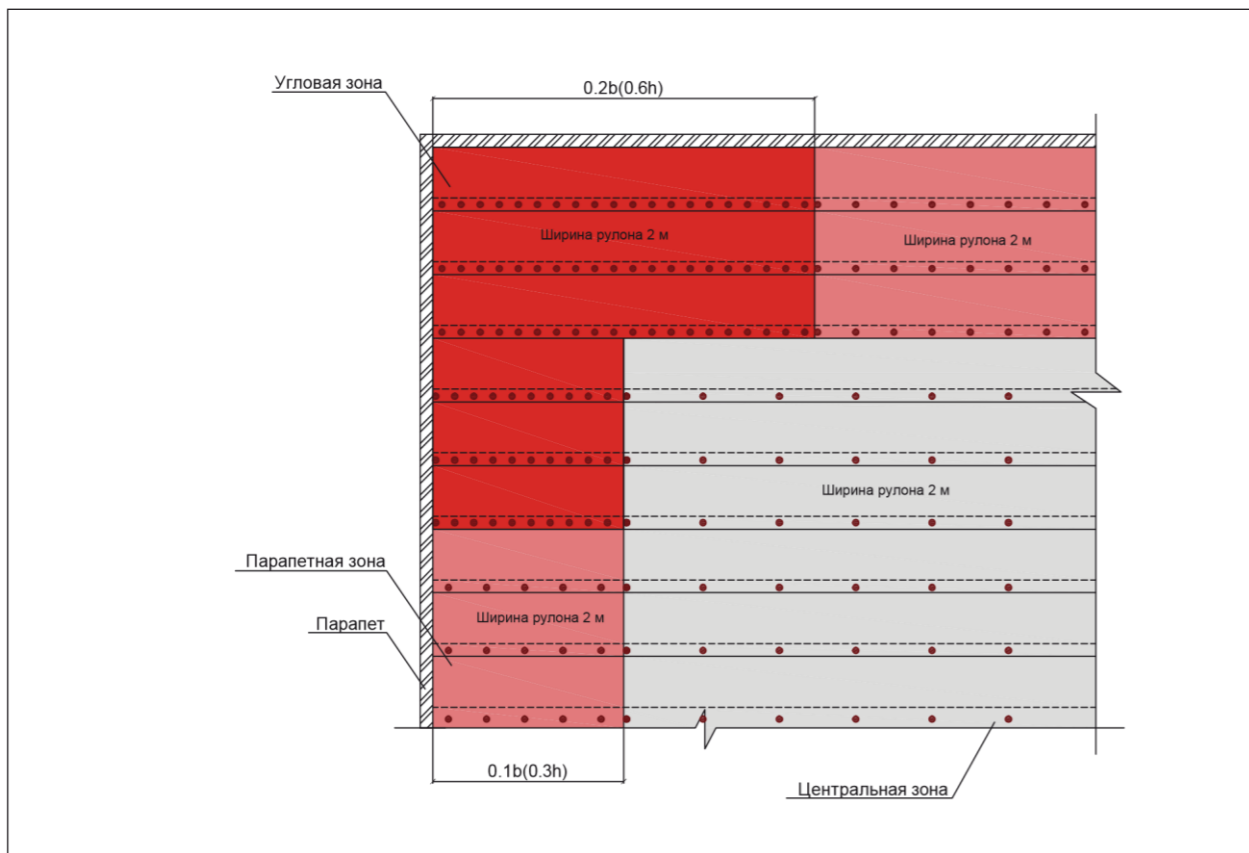 Угловая зона
0.2b(0.6h)
Ширина рулона 2 м
Ширина рулона 2 м
Ширина рулона 2 м
Парапетная зона
Ширина рулона 2 м
Парапет
0.1b(0.3h)
Центральная зона